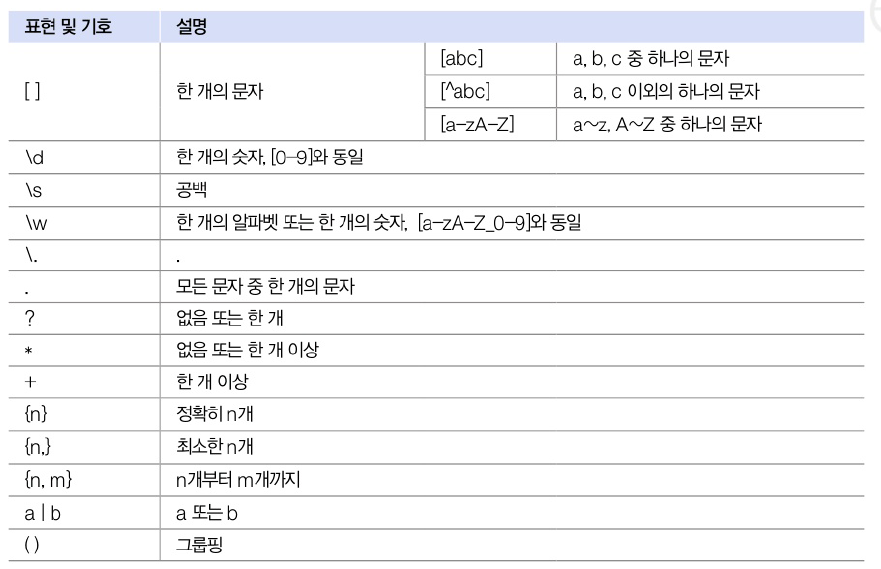 표현 및 기호 설명
[ ] 한 개의 문자 [abc] a, b, c 중 하나의 문자
[^abc] a, b, c 이외의 하나의 문자
[a-zA-Z] a~z, A~Z 중 하나의 문자
\d 한 개의 숫자, [0-9]와 동일
\s 공백
\w 한 개의 알파벳 또는 한 개의 숫자, [a-zA-Z_0-9]와 동일
\. .
. 모든 문자 중 한 개의 문자
? 없음 또는 한 개
* 없음 또는 한 개 이상
+ 한 개 이상
{n} 정확히 n개
{n,} 최소한 n개
{n, m} n개부터 m개까지
a | b a 또는 b
( ) 그룹핑